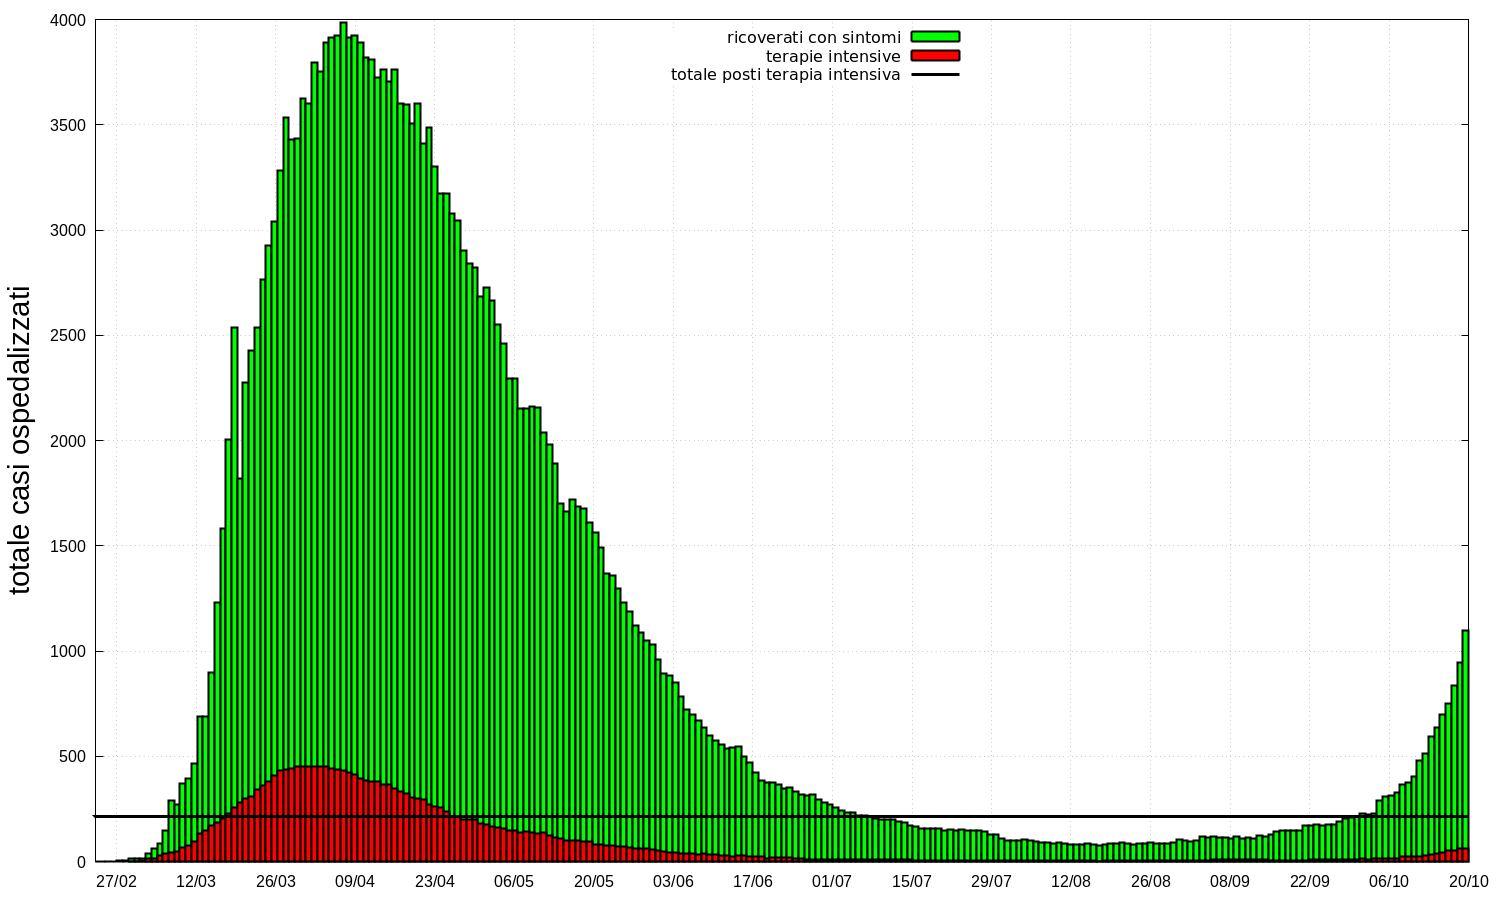 4000
3500
3000
2500
2000
1500
1000
500
0
totale casi ospedalizzati
ricoverati con sintomi
terapie intensive
totale posti terapia intensiva
27/02 12/03 26/03 09/04 23/04 06/05 20/05 03/06 17/06 01/07 15/07 29/07 12/08 26/08 08/09 22/09 06/10 20/10